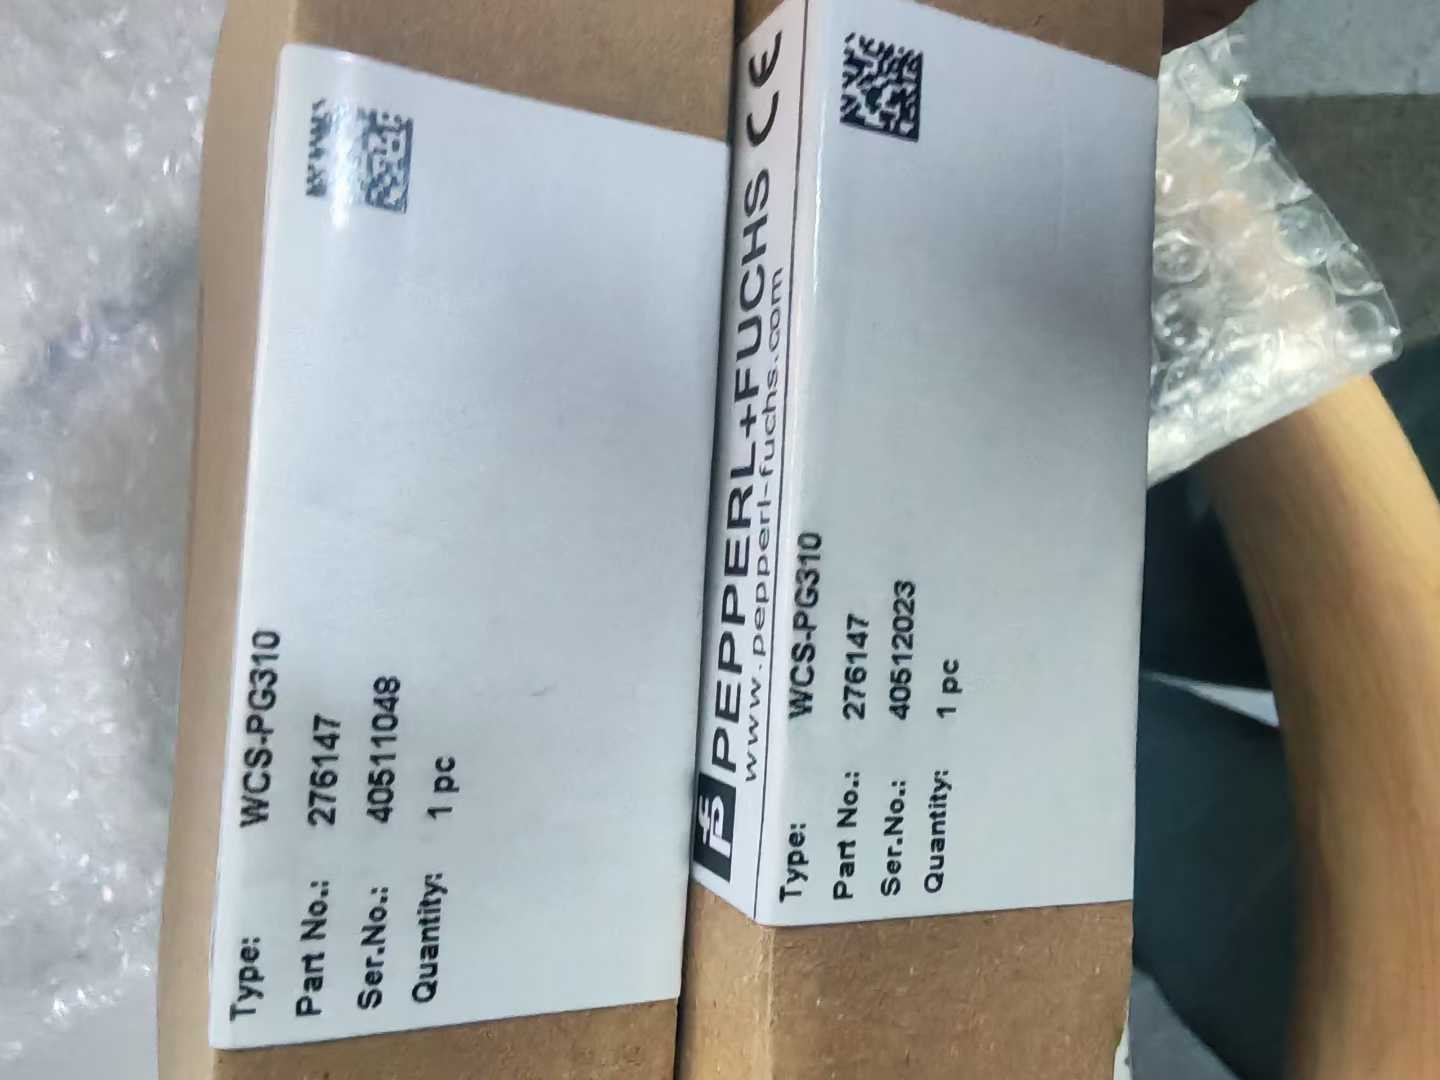 Type: WCS-PG310
Part No.: 276147
Ser.No.: 40511048
Quantity: 1 pc
PEPPERL+FUCHS CE
www.pepperl-fuchs.com
Type: WCS-PG310
Part No.: 276147
Ser.No.: 40512023
Quantity: 1 pc